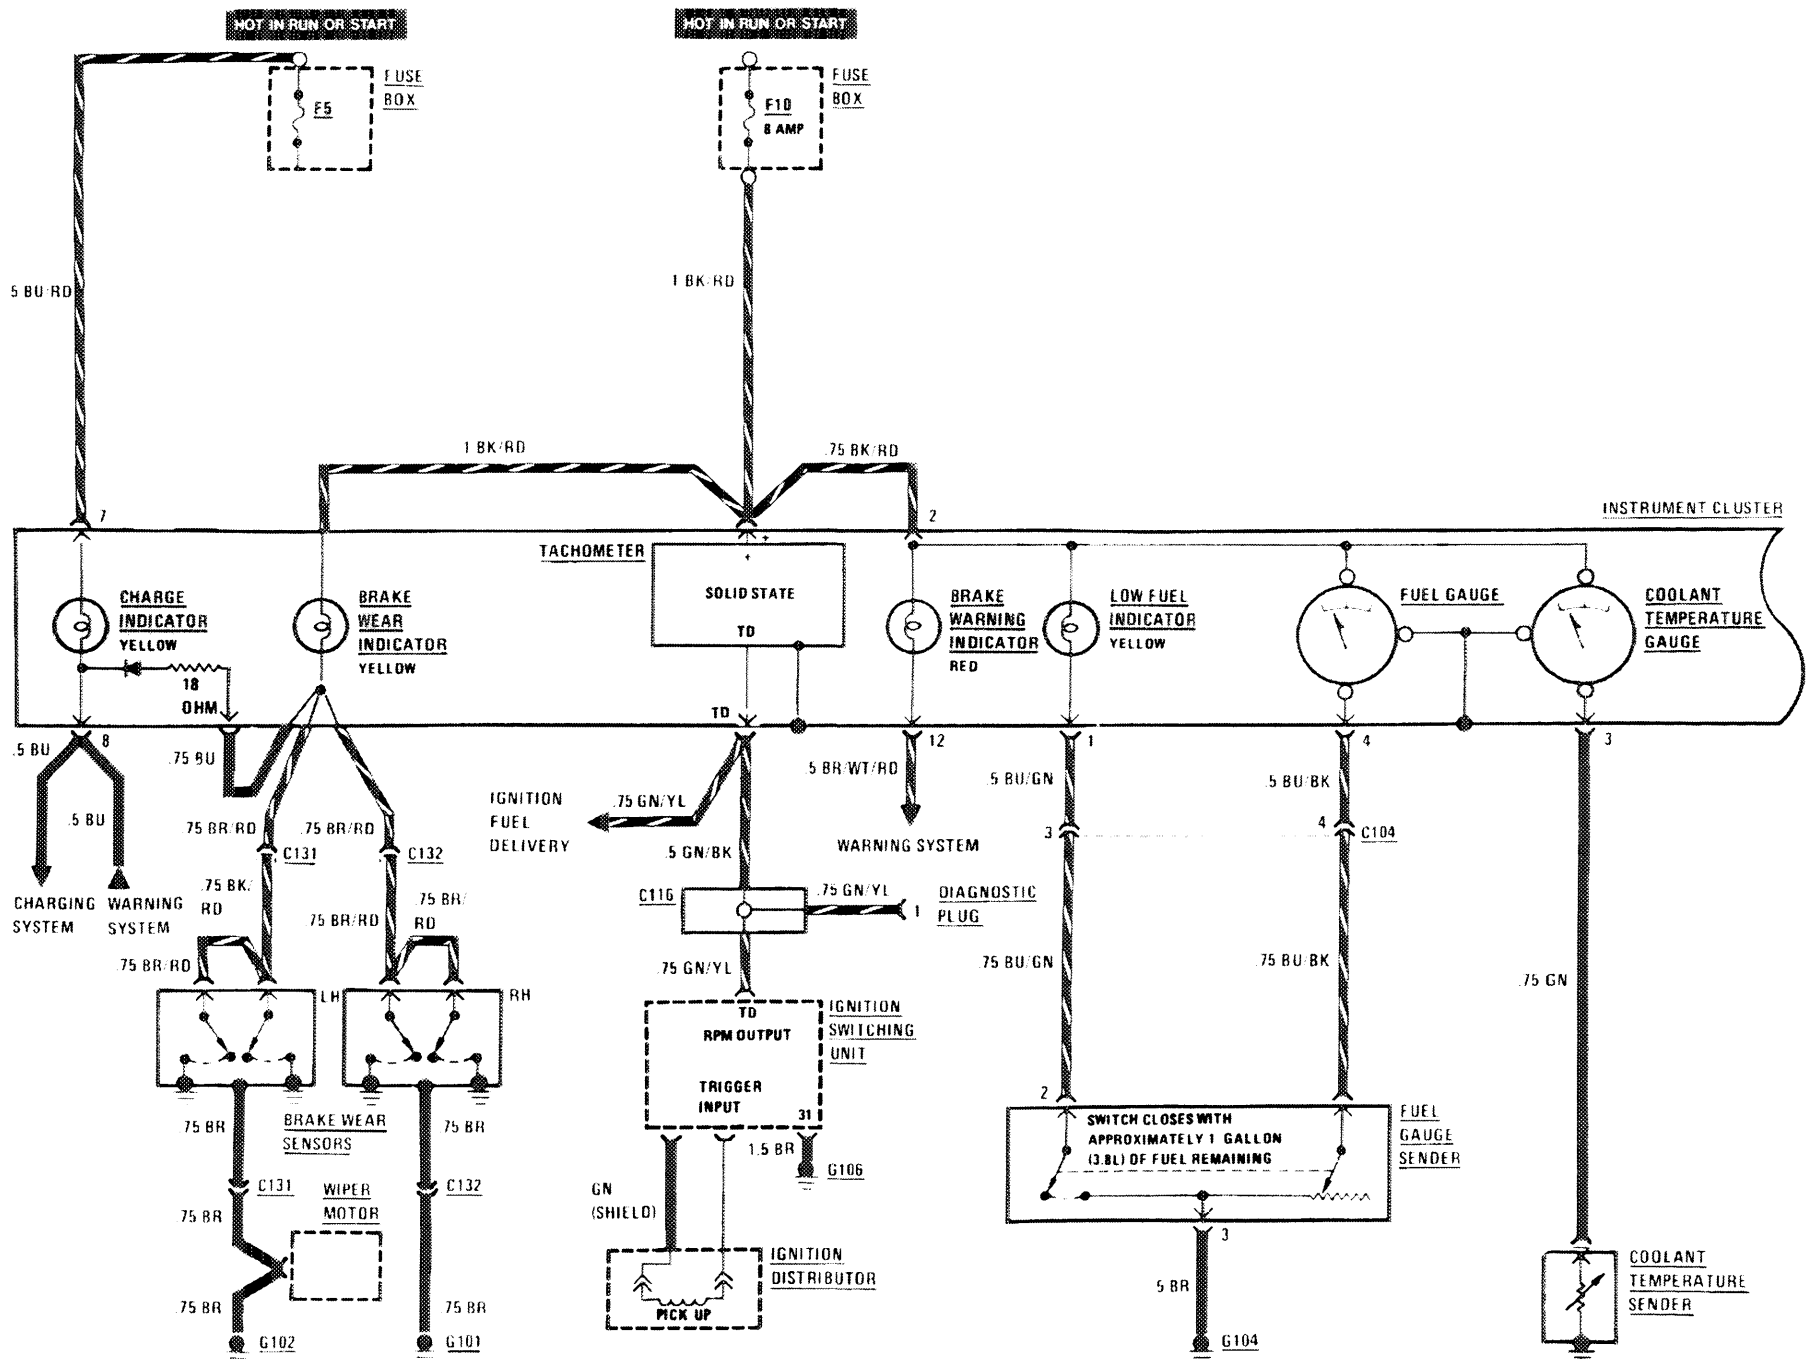 HOT IN RUN OR START
HOT IN RUN OR START
FUSE
BOX
F5
FUSE
BOX
F10
8 AMP
5 BU/RD
1 BK/RD
1 BK/RD
.75 BK/RD
7
2
INSTRUMENT CLUSTER
TACHOMETER
+
+
SOLID STATE
TD
CHARGE
INDICATOR
YELLOW
BRAKE
WEAR
INDICATOR
YELLOW
BRAKE
WARNING
INDICATOR
RED
LOW FUEL
INDICATOR
YELLOW
FUEL GAUGE
COOLANT
TEMPERATURE
GAUGE
18
OHM
TD
.5 BU
8
.75 BU
12
1
4
3
.5 BR/WT/RD
.5 BU/GN
.5 BU/BK
IGNITION
FUEL
DELIVERY
.75 GN/YL
.5 BU
.75 BR/RD
.75 BR/RD
3
4
C104
WARNING SYSTEM
.5 GN/BK
C131
C132
CHARGING
SYSTEM
WARNING
SYSTEM
.75 BK/
RD
.75 BR/RD
.75 BR/
RD
C116
.75 GN/YL
1
DIAGNOSTIC
PLUG
.75 BR/RD
.75 GN/YL
.75 BU/GN
.75 BU/BK
.75 GN
LH
RH
TD
RPM OUTPUT
TRIGGER
INPUT
31
IGNITION
SWITCHING
UNIT
BRAKE WEAR
SENSORS
.75 BR
.75 BR
1.5 BR
G106
2
SWITCH CLOSES WITH
APPROXIMATELY 1 GALLON
(3.8L) OF FUEL REMAINING
FUEL
GAUGE
SENDER
C131
C132
WIPER
MOTOR
.75 BR
GN
(SHIELD)
3
IGNITION
DISTRIBUTOR
PICK UP
COOLANT
TEMPERATURE
SENDER
.75 BR
.75 BR
5 BR
G102
G101
G104